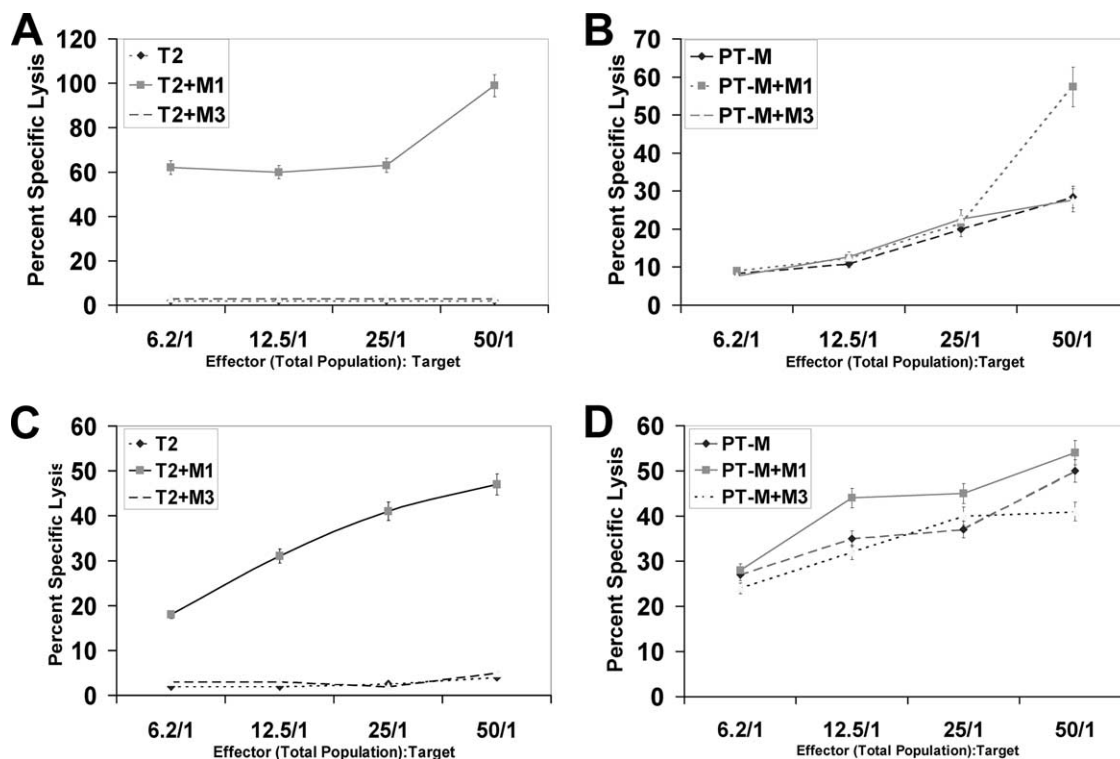 A
Percent Specific Lysis
120
100
80
60
40
20
0
T2
T2+M1
T2+M3
6.2/1 12.5/1 25/1 50/1
Effector (Total Population): Target
B
Percent Specific Lysis
70
60
50
40
30
20
10
0
PT-M
PT-M+M1
PT-M+M3
6.2/1 12.5/1 25/1 50/1
Effector (Total Population):Target
C
Percent Specific Lysis
60
50
40
30
20
10
0
T2
T2+M1
T2+M3
6.2/1 12.5/1 25/1 50/1
Effector (Total Population):Target
D
Percent Specific Lysis
60
50
40
30
20
10
0
PT-M
PT-M+M1
PT-M+M3
6.2/1 12.5/1 25/1 50/1
Effector (Total Population):Target